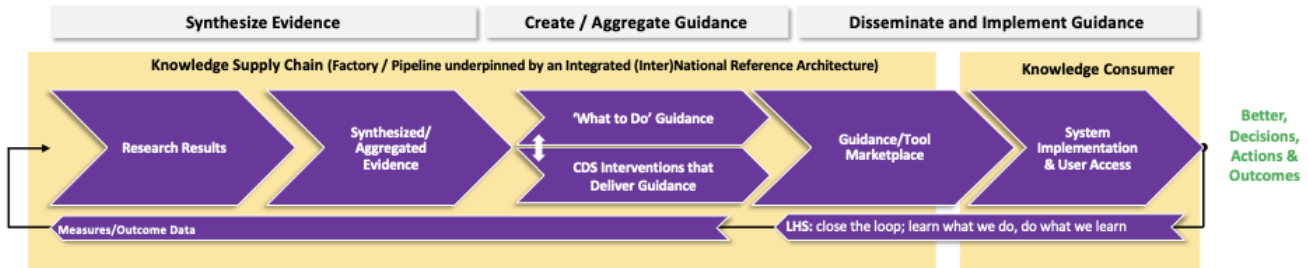 Synthesize Evidence
Create / Aggregate Guidance
Disseminate and Implement Guidance
Knowledge Supply Chain (Factory / Pipeline underpinned by an Integrated (Inter)National Reference Architecture)
Knowledge Consumer
Research Results
Synthesized/
Aggregated
Evidence
‘What to Do’ Guidance
CDS Interventions that
Deliver Guidance
Guidance/Tool
Marketplace
System
Implementation
& User Access
Better,
Decisions,
Actions &
Outcomes
Measures/Outcome Data
LHS: close the loop; learn what we do, do what we learn